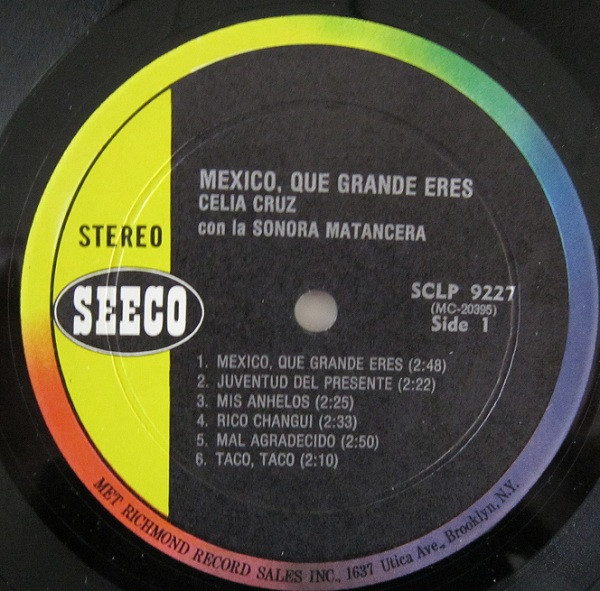 MEXICO, QUE GRANDE ERES
CELIA CRUZ
con la SONORA MATANCERA
STEREO
SEECO
SCLP 9227
(MC-20395)
Side 1
1. MEXICO, QUE GRANDE ERES (2:48)
2. JUVENTUD DEL PRESENTE (2:22)
3. MIS ANHELOS (2:25)
4. RICO CHANGUI (2:33)
5. MAL AGRADECIDO (2:50)
6. TACO, TACO (2:10)
MET RICHMOND RECORD SALES INC., 1637 Utica Ave., Brooklyn, N.Y.